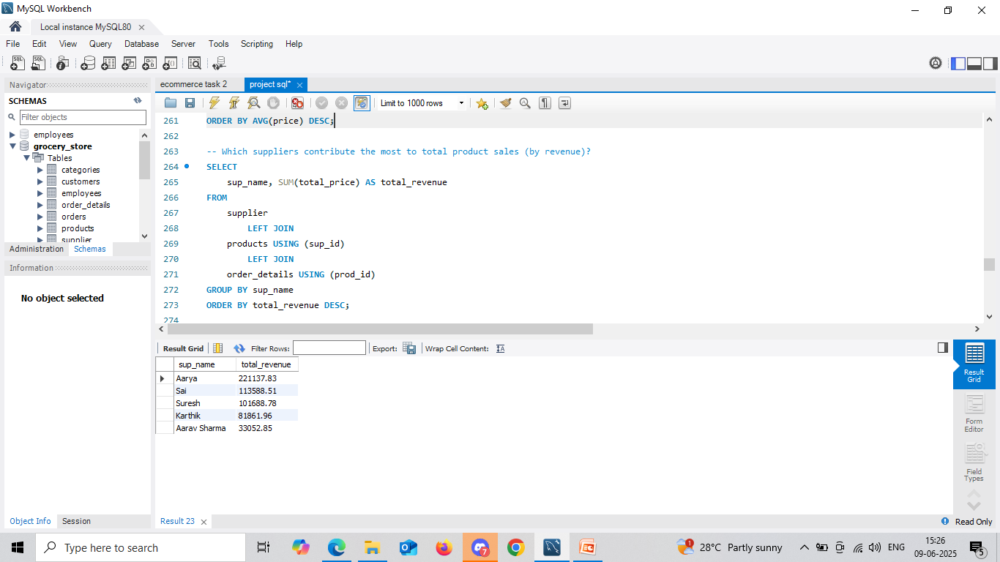 MySQL Workbench
Local instance MySQL80
File Edit View Query Database Server Tools Scripting Help
Navigator
SCHEMAS
Filter objects
employees
grocery_store
Tables
categories
customers
employees
order_details
orders
products
supplier
Administration Schemas
Information
No object selected
Object Info Session
ecommerce task 2 project sql*
Limit to 1000 rows
261 ORDER BY AVG(price) DESC;
262
263 -- Which suppliers contribute the most to total product sales (by revenue)?
264 SELECT
265 sup_name, SUM(total_price) AS total_revenue
266 FROM
267 supplier
268 LEFT JOIN
269 products USING (sup_id)
270 LEFT JOIN
271 order_details USING (prod_id)
272 GROUP BY sup_name
273 ORDER BY total_revenue DESC;
274
Result Grid Filter Rows: Export: Wrap Cell Content:
sup_name total_revenue
Aarya 221137.83
Sai 113588.51
Suresh 101688.78
Karthik 81861.96
Aarav Sharma 33052.85
Result Grid
Form Editor
Field Types
Result 23
Read Only
Type here to search
1
7
28°C Partly sunny
ENG
15:26
09-06-2025
5